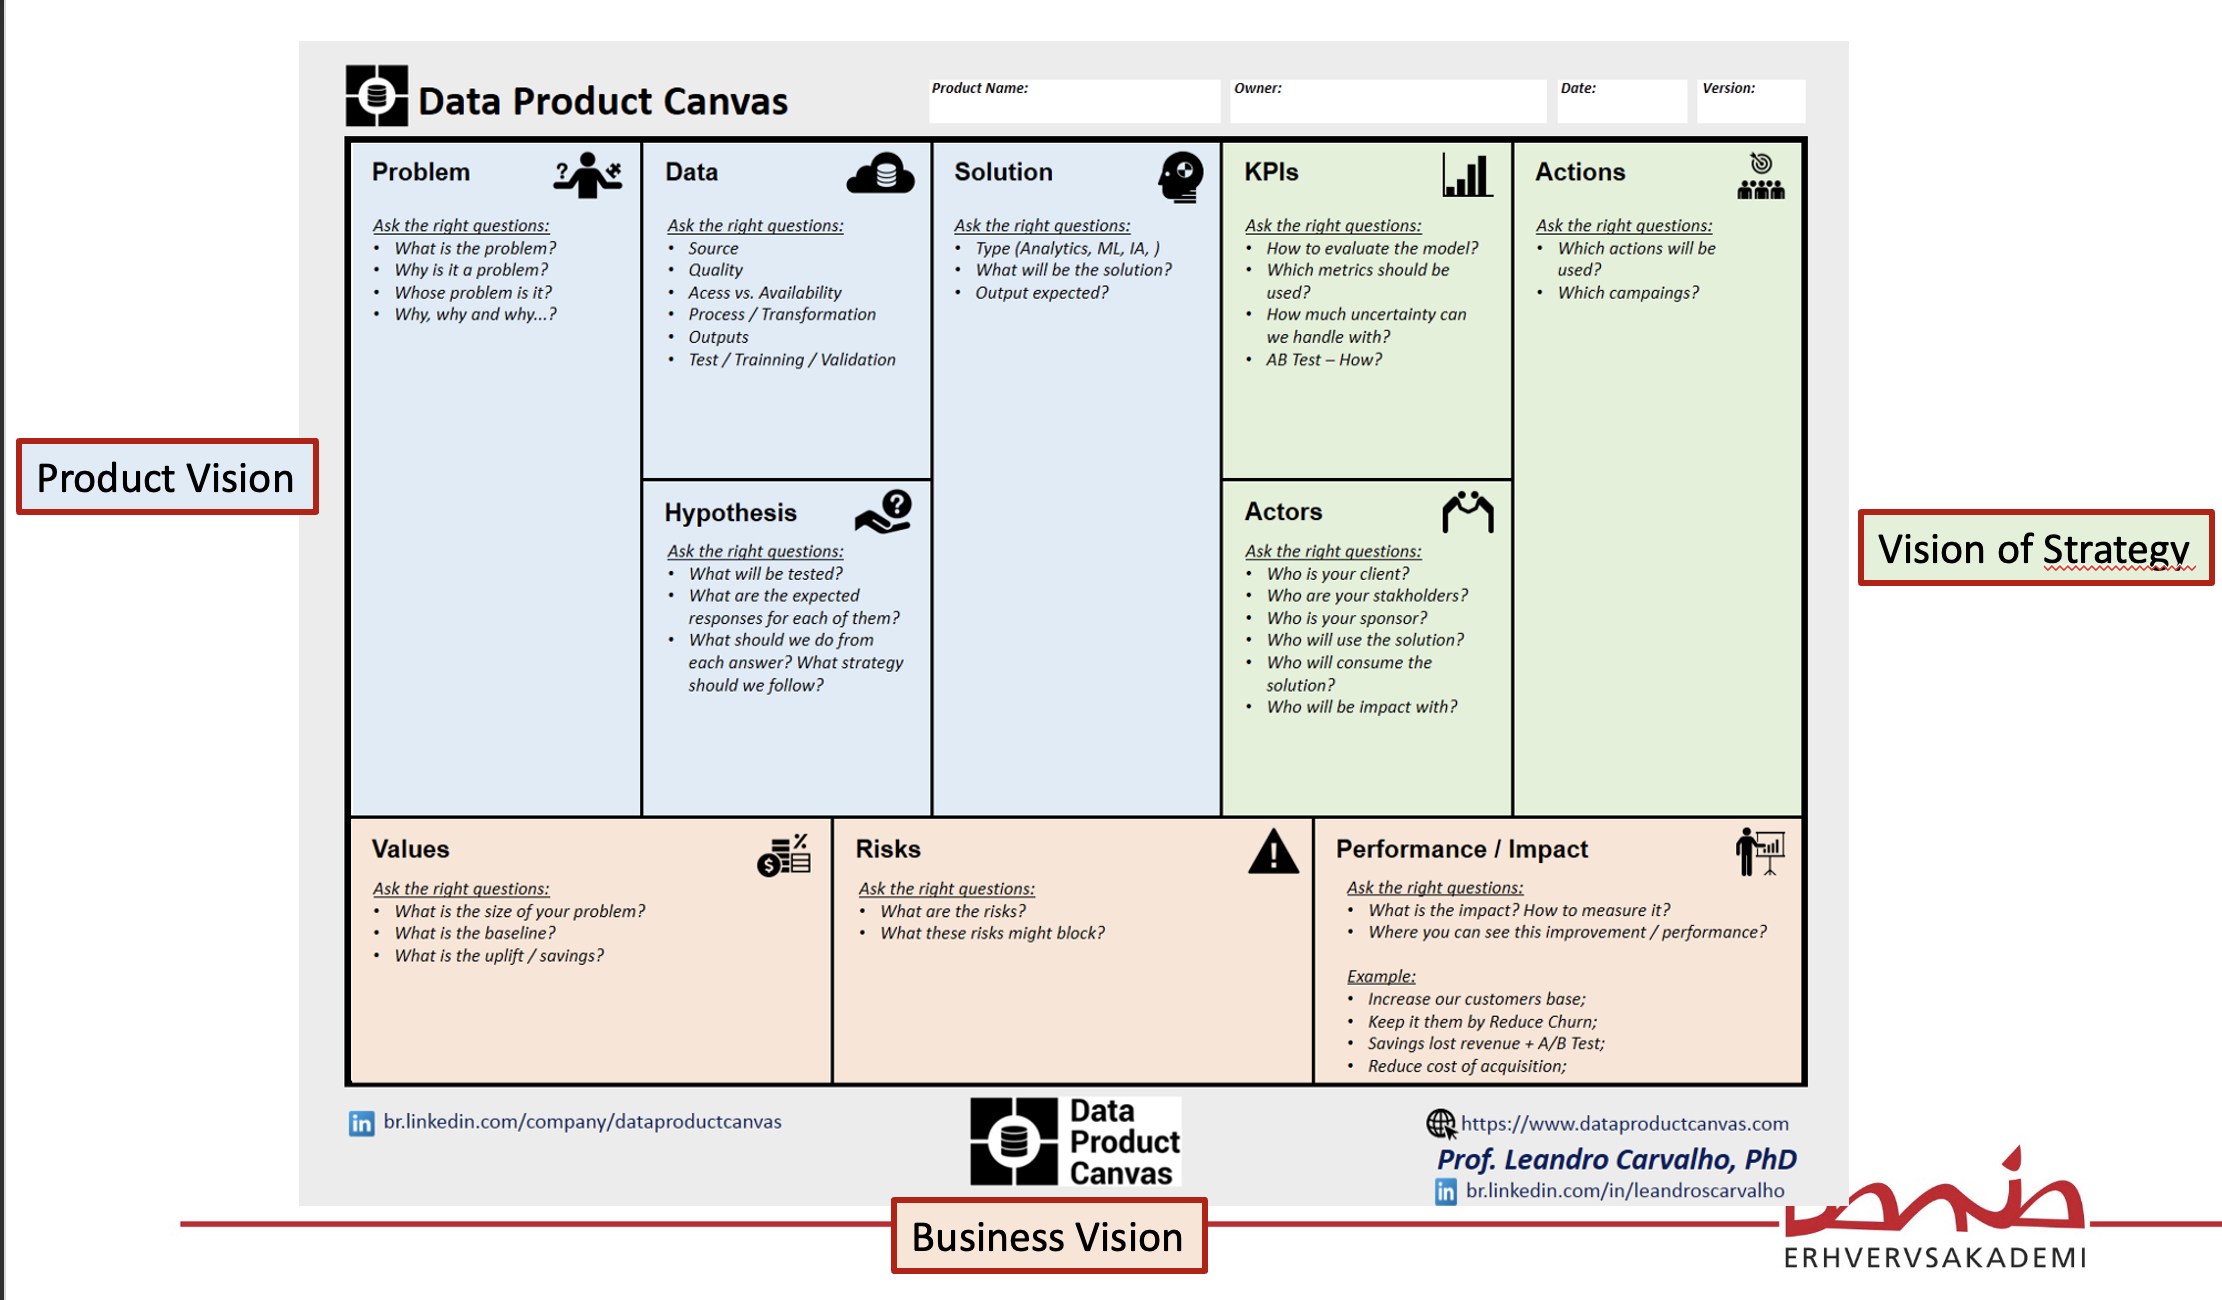 Data Product Canvas
Product Name:
Owner:
Date:
Version:
Problem
Ask the right questions:
• What is the problem?
• Why is it a problem?
• Whose problem is it?
• Why, why and why...?
Data
Ask the right questions:
• Source
• Quality
• Acess vs. Availability
• Process / Transformation
• Outputs
• Test / Trainning / Validation
Hypothesis
Ask the right questions:
• What will be tested?
• What are the expected
responses for each of them?
• What should we do from
each answer? What strategy
should we follow?
Solution
Ask the right questions:
• Type (Analytics, ML, IA, )
• What will be the solution?
• Output expected?
KPIs
Ask the right questions:
• How to evaluate the model?
• Which metrics should be
used?
• How much uncertainty can
we handle with?
• AB Test – How?
Actors
Ask the right questions:
• Who is your client?
• Who are your stakholders?
• Who is your sponsor?
• Who will use the solution?
• Who will consume the
solution?
• Who will be impact with?
Actions
Ask the right questions:
• Which actions will be
used?
• Which campaings?
Product Vision
Vision of Strategy
Values
Ask the right questions:
• What is the size of your problem?
• What is the baseline?
• What is the uplift / savings?
Risks
Ask the right questions:
• What are the risks?
• What these risks might block?
Performance / Impact
Ask the right questions:
• What is the impact? How to measure it?
• Where you can see this improvement / performance?
Example:
• Increase our customers base;
• Keep it them by Reduce Churn;
• Savings lost revenue + A/B Test;
• Reduce cost of acquisition;
in br.linkedin.com/company/dataproductcanvas
Data
Product
Canvas
https://www.dataproductcanvas.com
Prof. Leandro Carvalho, PhD
in br.linkedin.com/in/leandroscarvalho
Business Vision
ERHVERVSAKADEMI